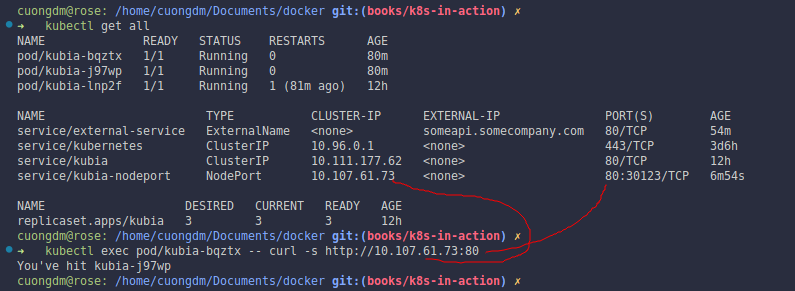 cuongdm@rose: /home/cuongdm/Documents/docker git:(books/k8s-in-action) ✗
➜ kubectl get all
NAME READY STATUS RESTARTS AGE
pod/kubia-bqztx 1/1 Running 0 80m
pod/kubia-j97wp 1/1 Running 0 80m
pod/kubia-lnp2f 1/1 Running 1 (81m ago) 12h
NAME TYPE CLUSTER-IP EXTERNAL-IP PORT(S) AGE
service/external-service ExternalName <none> someapi.somecompany.com 80/TCP 54m
service/kubernetes ClusterIP 10.96.0.1 <none> 443/TCP 3d6h
service/kubia ClusterIP 10.111.177.62 <none> 80/TCP 12h
service/kubia-nodeport NodePort 10.107.61.73 <none> 80:30123/TCP 6m54s
NAME DESIRED CURRENT READY AGE
replicaset.apps/kubia 3 3 3 12h
cuongdm@rose: /home/cuongdm/Documents/docker git:(books/k8s-in-action) ✗
➜ kubectl exec pod/kubia-bqztx -- curl -s http://10.107.61.73:80
You've hit kubia-j97wp
cuongdm@rose: /home/cuongdm/Documents/docker git:(books/k8s-in-action) ✗